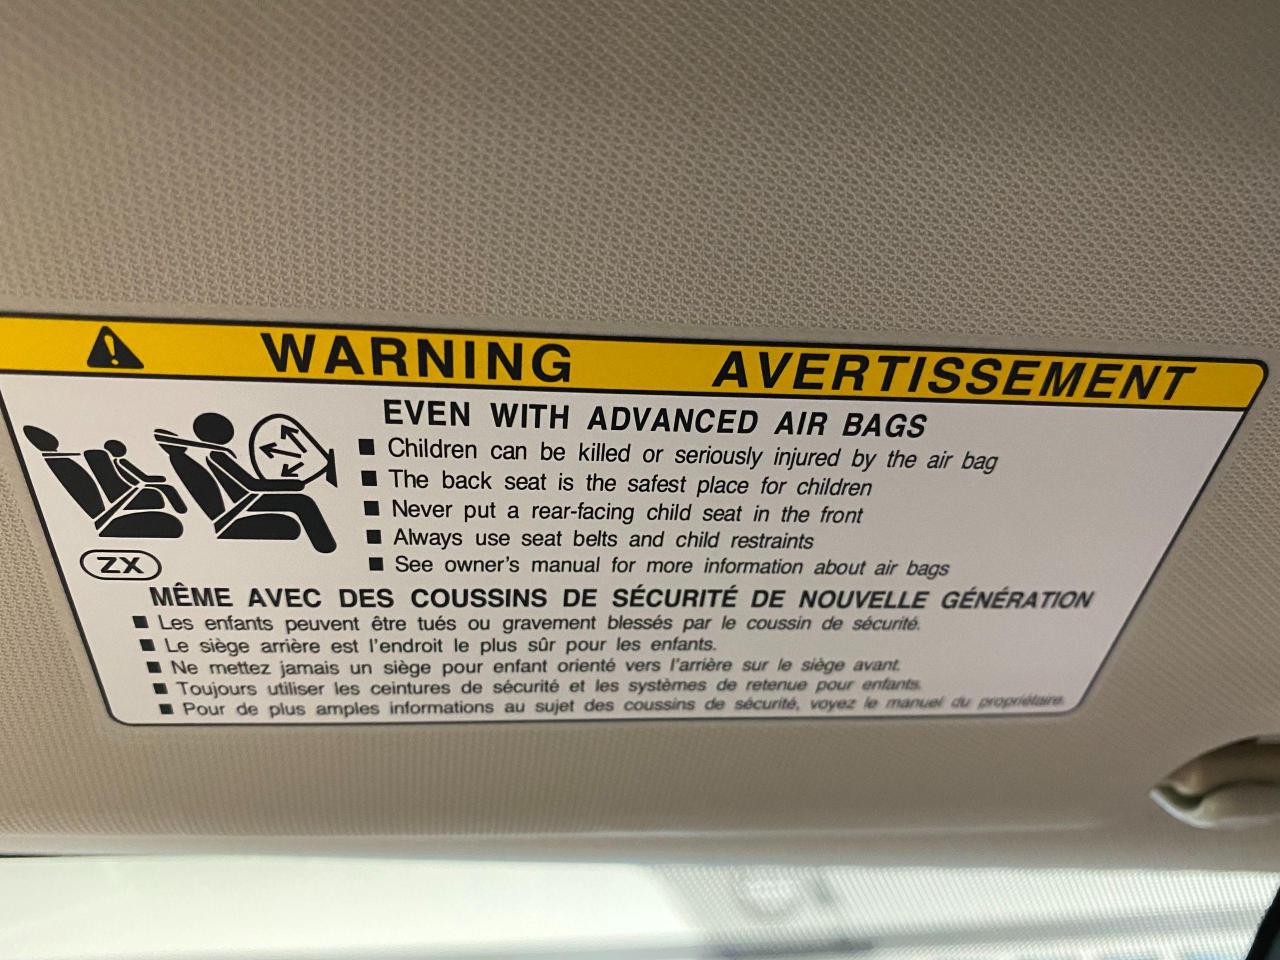 WARNING AVERTISSEMENT
EVEN WITH ADVANCED AIR BAGS
■ Children can be killed or seriously injured by the air bag
■ The back seat is the safest place for children
■ Never put a rear-facing child seat in the front
■ Always use seat belts and child restraints
■ See owner's manual for more information about air bags
ZX
MÊME AVEC DES COUSSINS DE SÉCURITÉ DE NOUVELLE GÉNÉRATION
■ Les enfants peuvent être tués ou gravement blessés par le coussin de sécurité.
■ Le siège arrière est l'endroit le plus sûr pour les enfants.
■ Ne mettez jamais un siège pour enfant orienté vers l'arrière sur le siège avant.
■ Toujours utiliser les ceintures de sécurité et les systèmes de retenue pour enfants.
■ Pour de plus amples informations au sujet des coussins de sécurité, voyez le manuel du propriétaire.